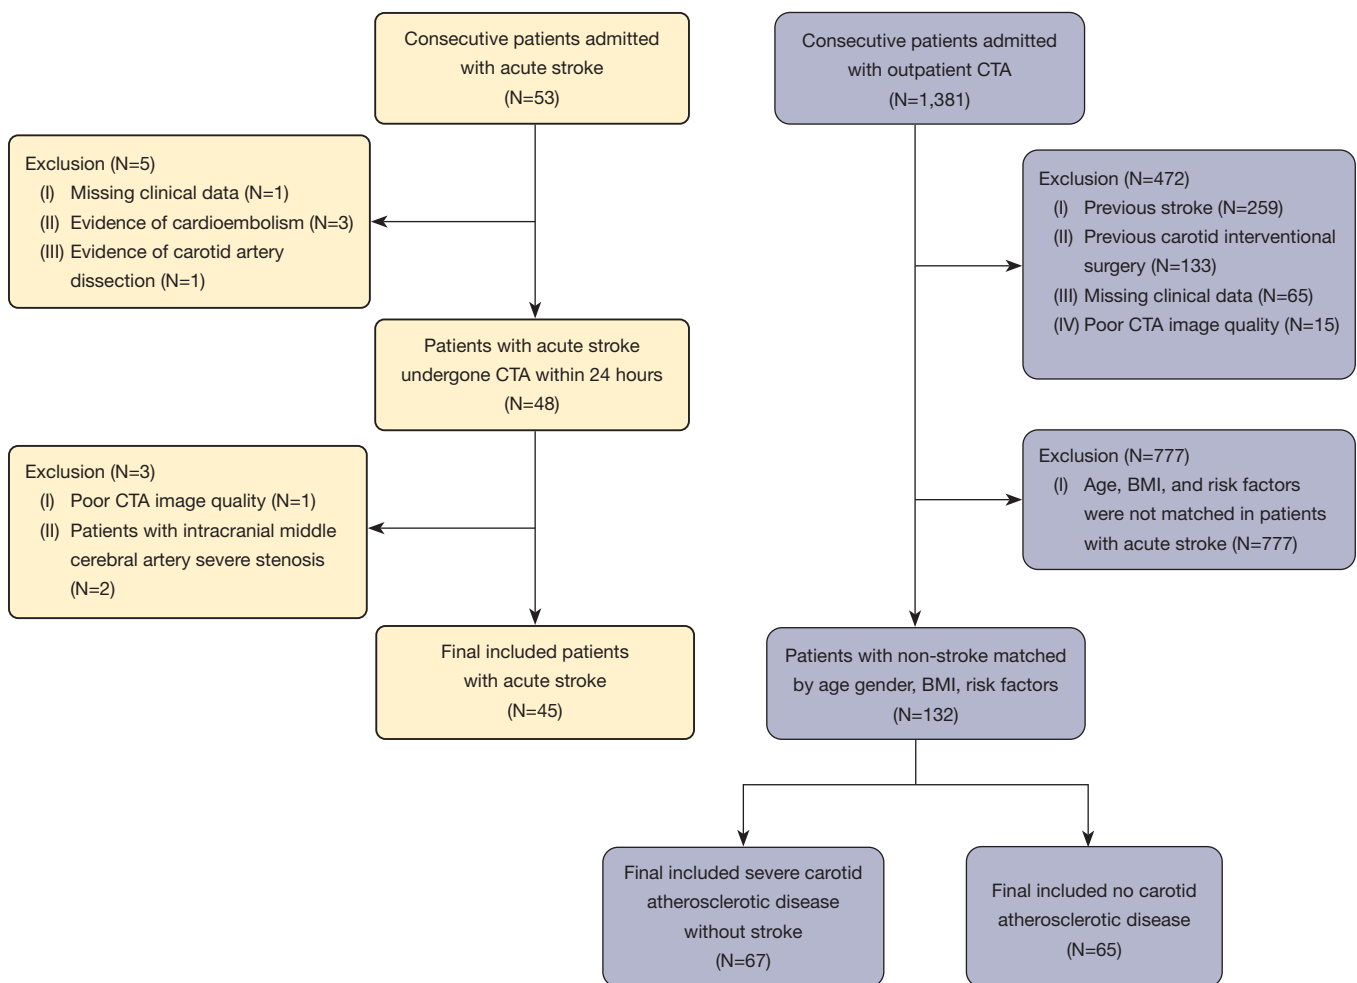 Consecutive patients admitted
with acute stroke
(N=53)
Exclusion (N=5)
(I) Missing clinical data (N=1)
(II) Evidence of cardioembolism (N=3)
(III) Evidence of carotid artery
dissection (N=1)
Patients with acute stroke
undergone CTA within 24 hours
(N=48)
Exclusion (N=3)
(I) Poor CTA image quality (N=1)
(II) Patients with intracranial middle
cerebral artery severe stenosis
(N=2)
Final included patients
with acute stroke
(N=45)
Consecutive patients admitted
with outpatient CTA
(N=1,381)
Exclusion (N=472)
(I) Previous stroke (N=259)
(II) Previous carotid interventional
surgery (N=133)
(III) Missing clinical data (N=65)
(IV) Poor CTA image quality (N=15)
Exclusion (N=777)
(I) Age, BMI, and risk factors
were not matched in patients
with acute stroke (N=777)
Patients with non-stroke matched
by age gender, BMI, risk factors
(N=132)
Final included severe carotid
atherosclerotic disease
without stroke
(N=67)
Final included no carotid
atherosclerotic disease
(N=65)